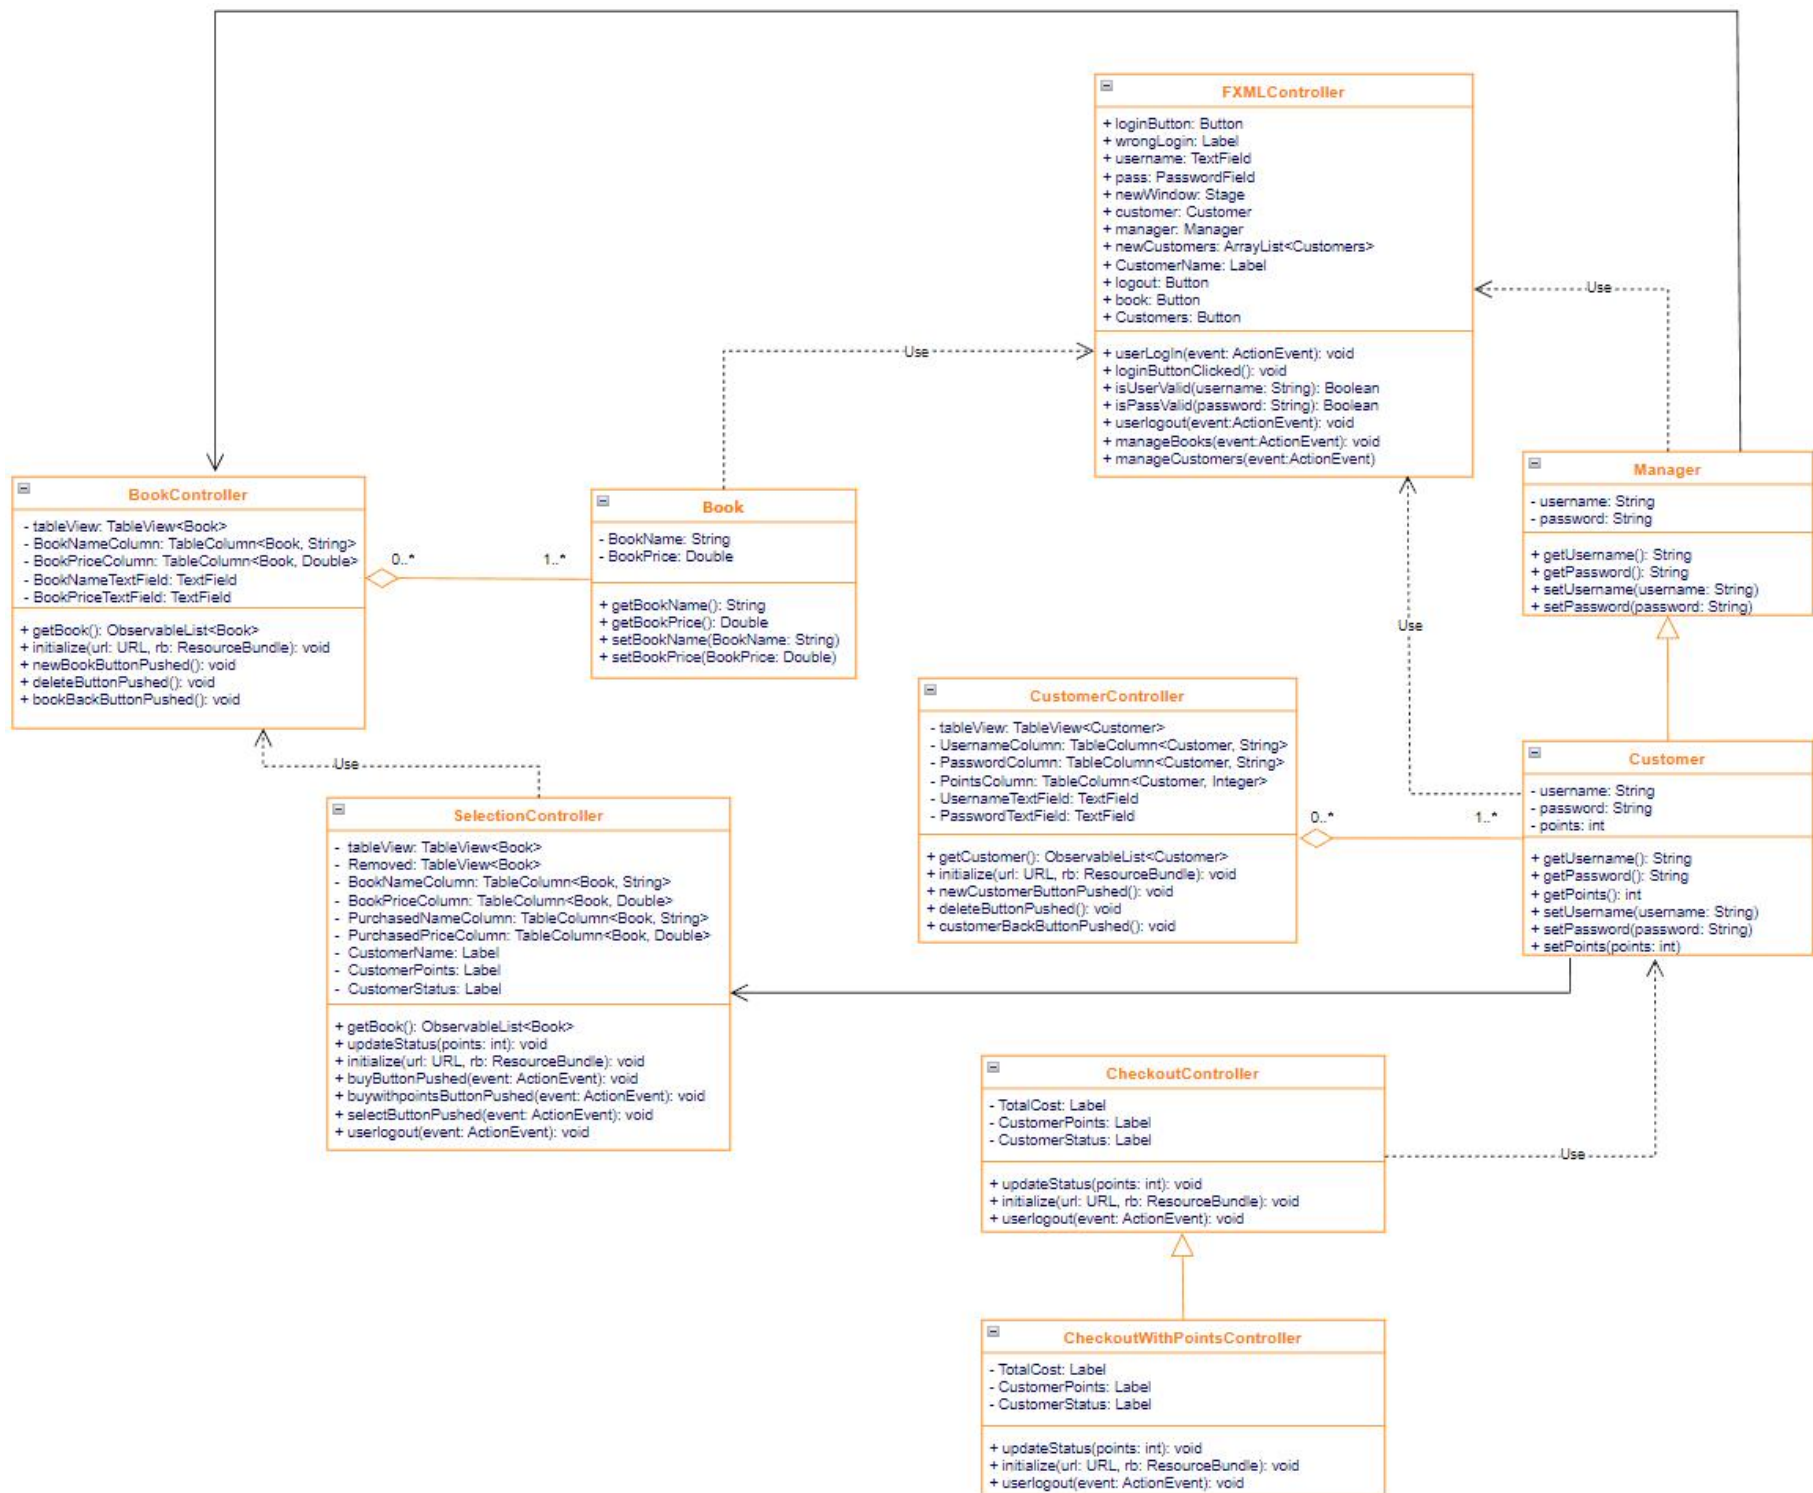 FXMLController
+ loginButton: Button
+ wrongLogin: Label
+ username: TextField
+ pass: PasswordField
+ newWindow: Stage
+ customer: Customer
+ manager: Manager
+ newCustomers: ArrayList<Customers>
+ CustomerName: Label
+ logout: Button
+ book: Button
+ Customers: Button
+ userLogIn(event: ActionEvent): void
+ loginButtonClicked(): void
+ isUserValid(username: String): Boolean
+ isPassValid(password: String): Boolean
+ userlogout(event:ActionEvent): void
+ manageBooks(event:ActionEvent): void
+ manageCustomers(event:ActionEvent)
Use
Use
Manager
- username: String
- password: String
+ getUsername(): String
+ getPassword(): String
+ setUsername(username: String)
+ setPassword(password: String)
BookController
- tableView: TableView<Book>
- BookNameColumn: TableColumn<Book, String>
- BookPriceColumn: TableColumn<Book, Double>
- BookNameTextField: TextField
- BookPriceTextField: TextField
+ getBook(): ObservableList<Book>
+ initialize(url: URL, rb: ResourceBundle): void
+ newBookButtonPushed(): void
+ deleteButtonPushed(): void
+ bookBackButtonPushed(): void
0..*
1..*
Book
- BookName: String
- BookPrice: Double
+ getBookName(): String
+ getBookPrice(): Double
+ setBookName(BookName: String)
+ setBookPrice(BookPrice: Double)
Use
Use
CustomerController
- tableView: TableView<Customer>
- UsernameColumn: TableColumn<Customer, String>
- PasswordColumn: TableColumn<Customer, String>
- PointsColumn: TableColumn<Customer, Integer>
- UsernameTextField: TextField
- PasswordTextField: TextField
+ getCustomer(): ObservableList<Customer>
+ initialize(url: URL, rb: ResourceBundle): void
+ newCustomerButtonPushed(): void
+ deleteButtonPushed(): void
+ customerBackButtonPushed(): void
0..*
1..*
Customer
- username: String
- password: String
- points: int
+ getUsername(): String
+ getPassword(): String
+ getPoints(): int
+ setUsername(username: String)
+ setPassword(password: String)
+ setPoints(points: int)
SelectionController
- tableView: TableView<Book>
- Removed: TableView<Book>
- BookNameColumn: TableColumn<Book, String>
- BookPriceColumn: TableColumn<Book, Double>
- PurchasedNameColumn: TableColumn<Book, String>
- PurchasedPriceColumn: TableColumn<Book, Double>
- CustomerName: Label
- CustomerPoints: Label
- CustomerStatus: Label
+ getBook(): ObservableList<Book>
+ updateStatus(points: int): void
+ initialize(url: URL, rb: ResourceBundle): void
+ buyButtonPushed(event: ActionEvent): void
+ buywithpointsButtonPushed(event: ActionEvent): void
+ selectButtonPushed(event: ActionEvent): void
+ userlogout(event: ActionEvent): void
CheckoutController
- TotalCost: Label
- CustomerPoints: Label
- CustomerStatus: Label
+ updateStatus(points: int): void
+ initialize(url: URL, rb: ResourceBundle): void
+ userlogout(event: ActionEvent): void
Use
CheckoutWithPointsController
- TotalCost: Label
- CustomerPoints: Label
- CustomerStatus: Label
+ updateStatus(points: int): void
+ initialize(url: URL, rb: ResourceBundle): void
+ userlogout(event: ActionEvent): void